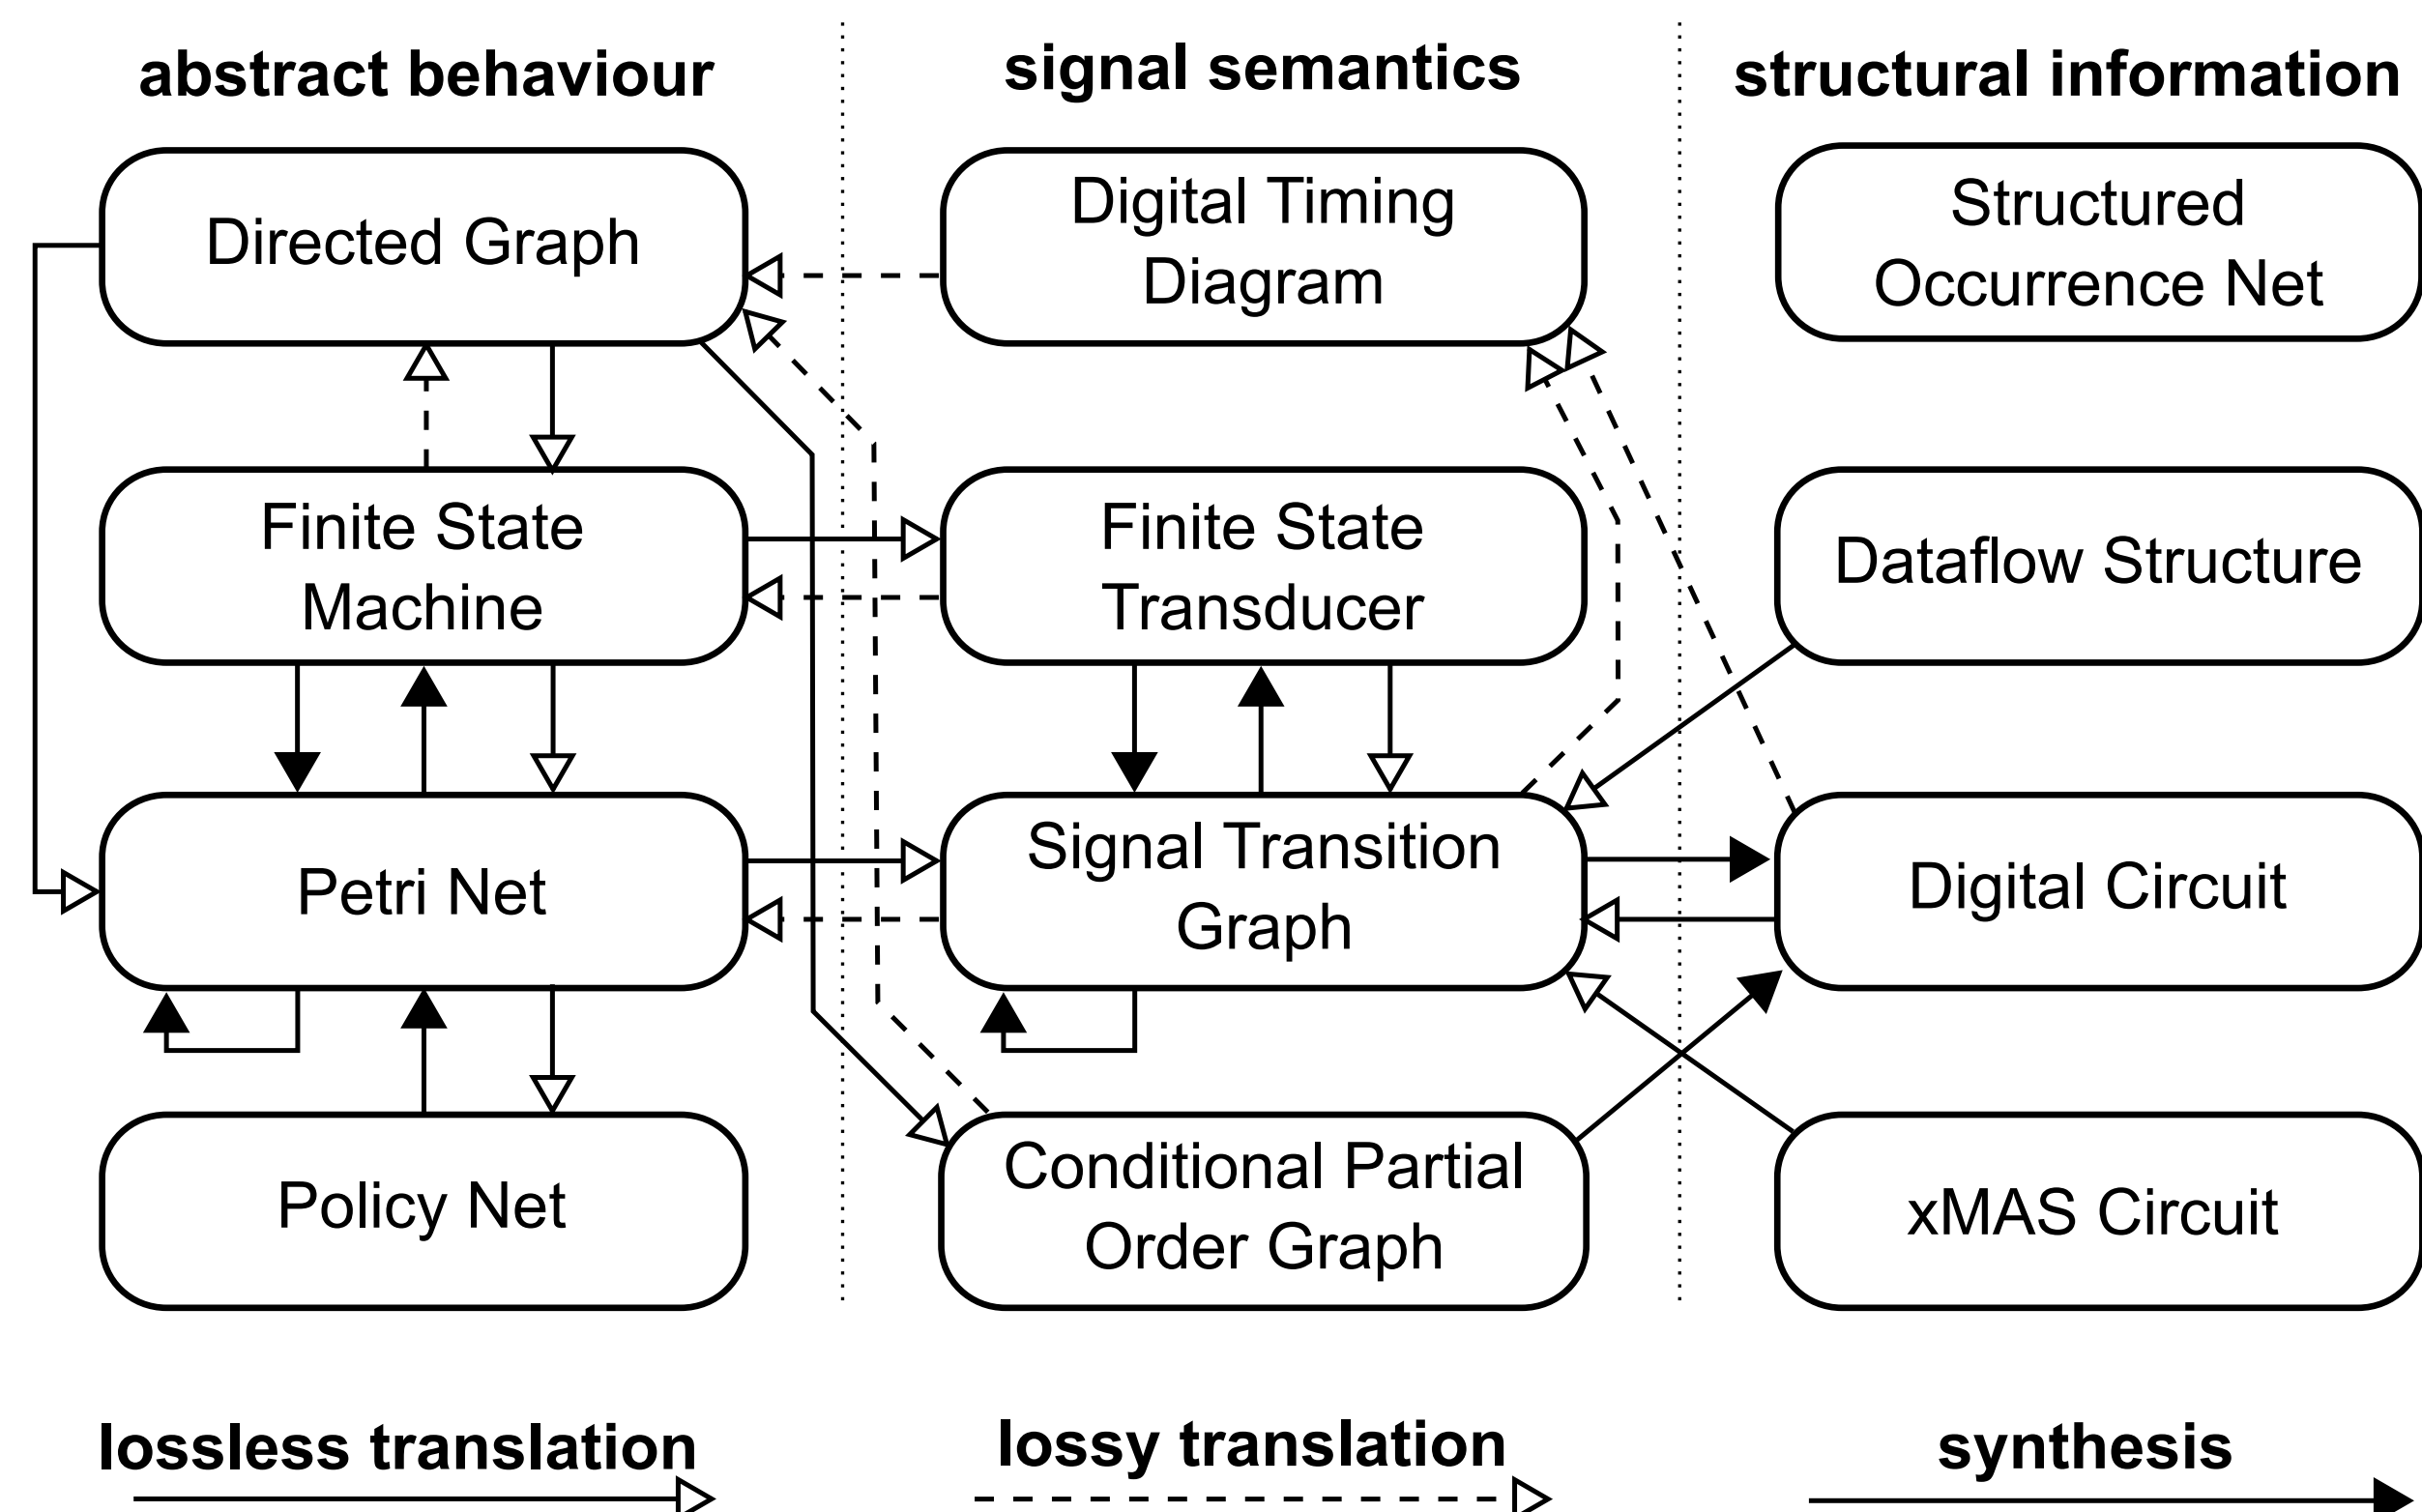 abstract behaviour
signal semantics
structural information
Directed Graph
Digital Timing
Diagram
Structured
Occurrence Net
Finite State
Machine
Finite State
Transducer
Dataflow Structure
Petri Net
Signal Transition
Graph
Digital Circuit
Policy Net
Conditional Partial
Order Graph
xMAS Circuit
lossless translation
lossy translation
synthesis